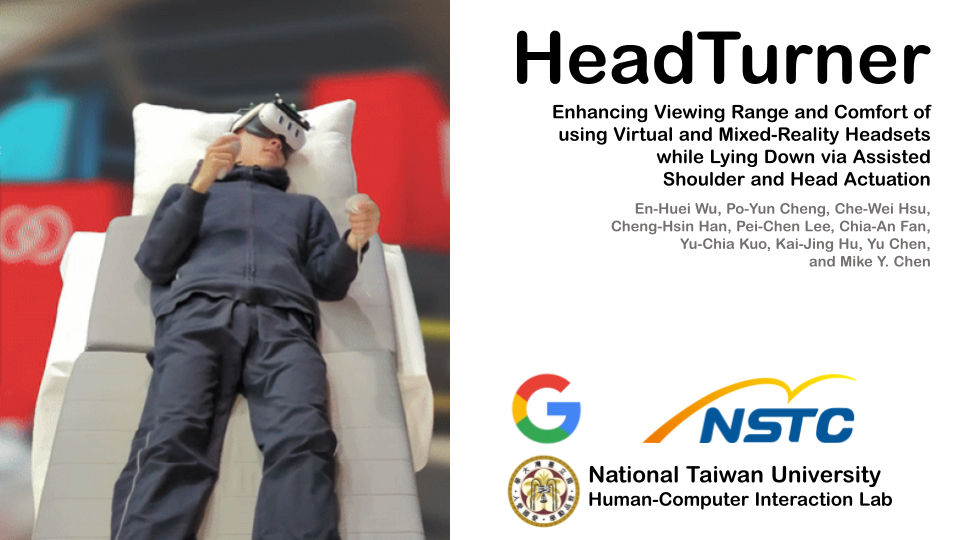 HeadTurner
Enhancing Viewing Range and Comfort of
using Virtual and Mixed-Reality Headsets
while Lying Down via Assisted
Shoulder and Head Actuation
En-Huei Wu, Po-Yun Cheng, Che-Wei Hsu,
Cheng-Hsin Han, Pei-Chen Lee, Chia-An Fan,
Yu-Chia Kuo, Kai-Jing Hu, Yu Chen,
and Mike Y. Chen
G
NSTC
National Taiwan University
Human-Computer Interaction Lab